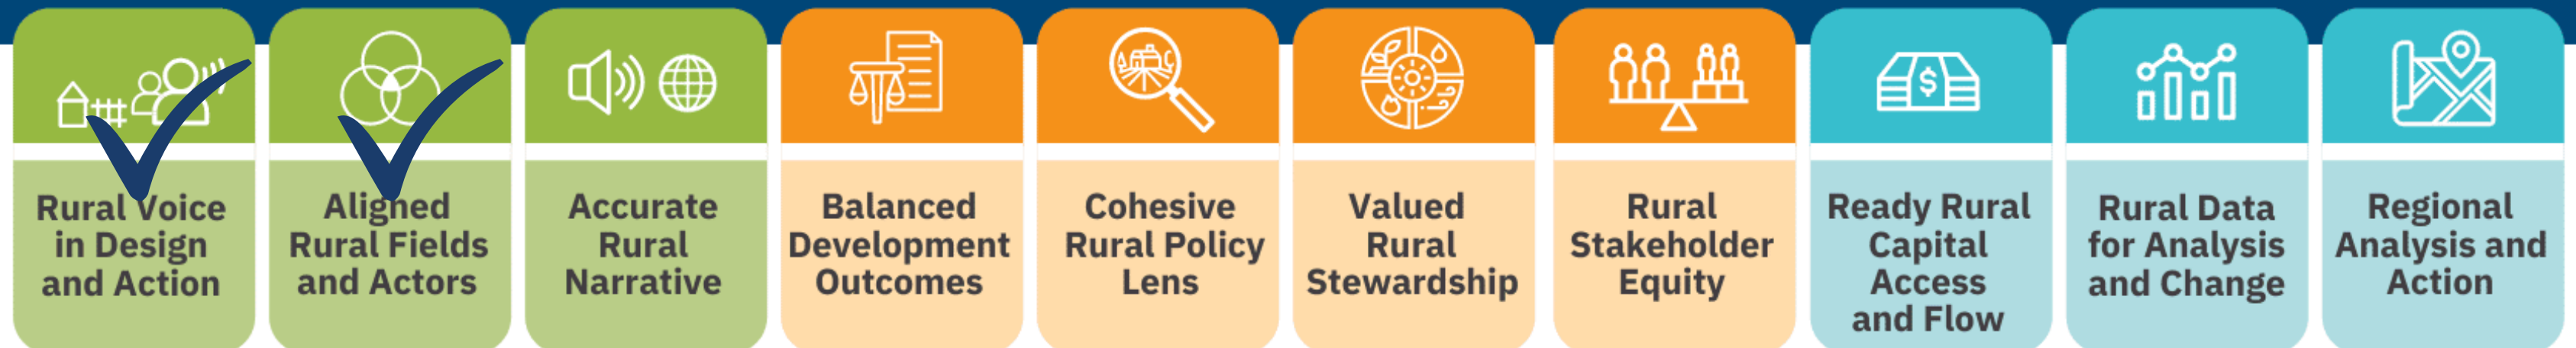 Rural Voice
in Design
and Action
Aligned
Rural Fields
and Actors
Accurate
Rural
Narrative
Balanced
Development
Outcomes
Cohesive
Rural Policy
Lens
Valued
Rural
Stewardship
Rural
Stakeholder
Equity
Ready Rural
Capital
Access
and Flow
Rural Data
for Analysis
and Change
Regional
Analysis and
Action